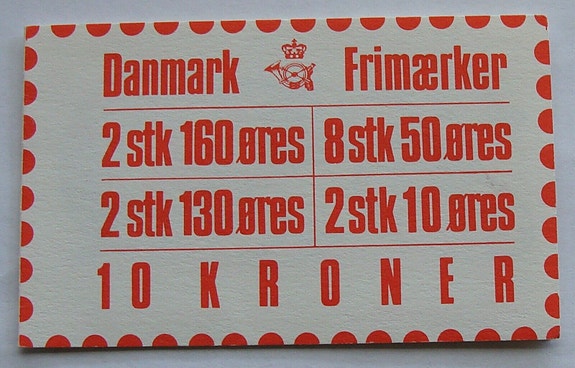 Danmark Frimærker
2 stk 160 øres 8 stk 50 øres
2 stk 130 øres 2 stk 10 øres
10 KRONER